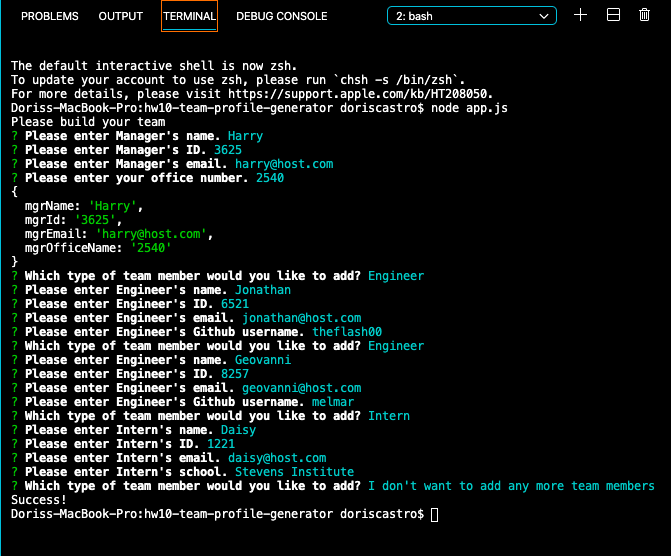 PROBLEMS OUTPUT TERMINAL DEBUG CONSOLE 2: bash
The default interactive shell is now zsh.
To update your account to use zsh, please run `chsh -s /bin/zsh`.
For more details, please visit https://support.apple.com/kb/HT208050.
Doriss-MacBook-Pro:hw10-team-profile-generator doriscastro$ node app.js
Please build your team
? Please enter Manager's name. Harry
? Please enter Manager's ID. 3625
? Please enter Manager's email. harry@host.com
? Please enter your office number. 2540
{
  mgrName: 'Harry',
  mgrId: '3625',
  mgrEmail: 'harry@host.com',
  mgrOfficeName: '2540'
}
? Which type of team member would you like to add? Engineer
? Please enter Engineer's name. Jonathan
? Please enter Engineer's ID. 6521
? Please enter Engineer's email. jonathan@host.com
? Please enter Engineer's Github username. theflash00
? Which type of team member would you like to add? Engineer
? Please enter Engineer's name. Geovanni
? Please enter Engineer's ID. 8257
? Please enter Engineer's email. geovanni@host.com
? Please enter Engineer's Github username. melmar
? Which type of team member would you like to add? Intern
? Please enter Intern's name. Daisy
? Please enter Intern's ID. 1221
? Please enter Intern's email. daisy@host.com
? Please enter Intern's school. Stevens Institute
? Which type of team member would you like to add? I don't want to add any more team members
Success!
Doriss-MacBook-Pro:hw10-team-profile-generator doriscastro$